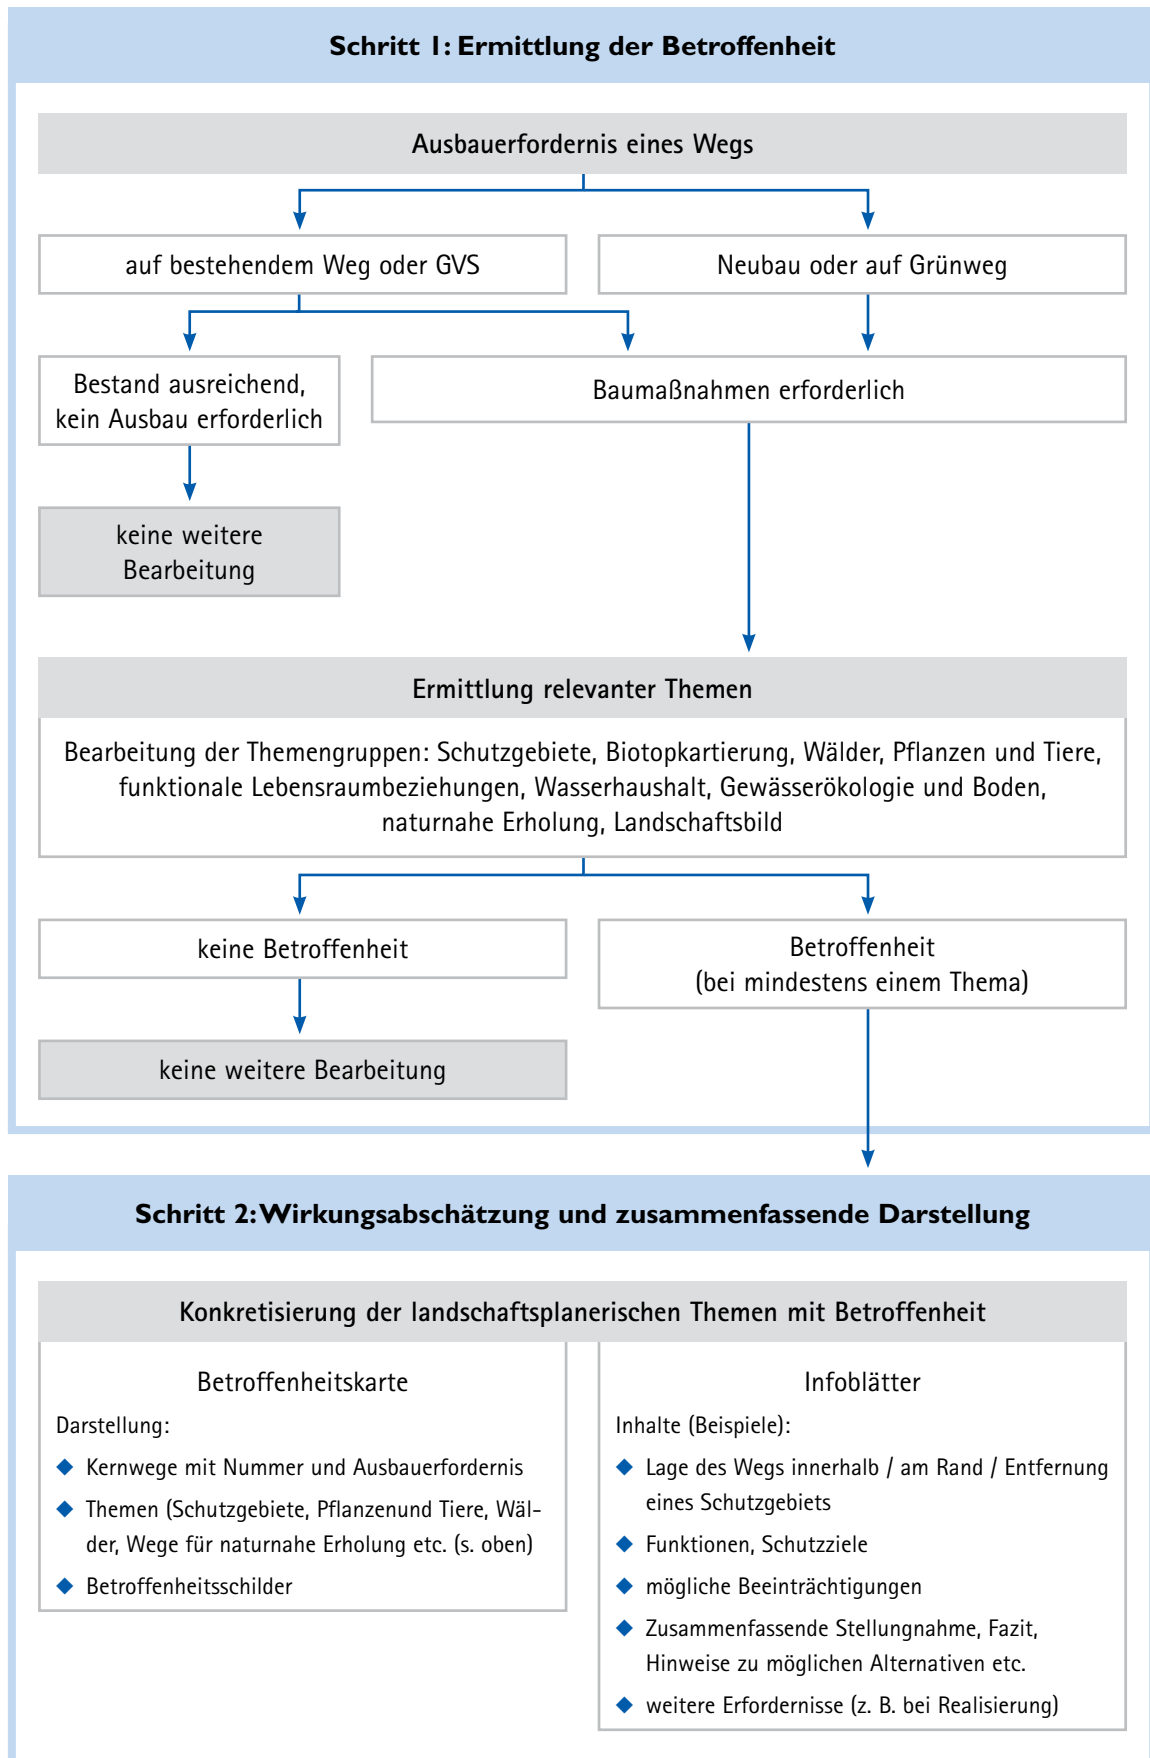 Schritt 1: Ermittlung der Betroffenheit
Ausbauerfordernis eines Wegs
auf bestehendem Weg oder GVS
Neubau oder auf Grünweg
Bestand ausreichend,
kein Ausbau erforderlich
Baumaßnahmen erforderlich
keine weitere
Bearbeitung
Ermittlung relevanter Themen
Bearbeitung der Themengruppen: Schutzgebiete, Biotopkartierung, Wälder, Pflanzen und Tiere,
funktionale Lebensraumbeziehungen, Wasserhaushalt, Gewässerökologie und Boden,
naturnahe Erholung, Landschaftsbild
keine Betroffenheit
Betroffenheit
(bei mindestens einem Thema)
keine weitere Bearbeitung
Schritt 2: Wirkungsabschätzung und zusammenfassende Darstellung
Konkretisierung der landschaftsplanerischen Themen mit Betroffenheit
Betroffenheitskarte
Darstellung:
◆ Kernwege mit Nummer und Ausbauerfordernis
◆ Themen (Schutzgebiete, Pflanzenund Tiere, Wäl-
der, Wege für naturnahe Erholung etc. (s. oben)
◆ Betroffenheitsschilder
Infoblätter
Inhalte (Beispiele):
◆ Lage des Wegs innerhalb / am Rand / Entfernung
eines Schutzgebiets
◆ Funktionen, Schutzziele
◆ mögliche Beeinträchtigungen
◆ Zusammenfassende Stellungnahme, Fazit,
Hinweise zu möglichen Alternativen etc.
◆ weitere Erfordernisse (z. B. bei Realisierung)